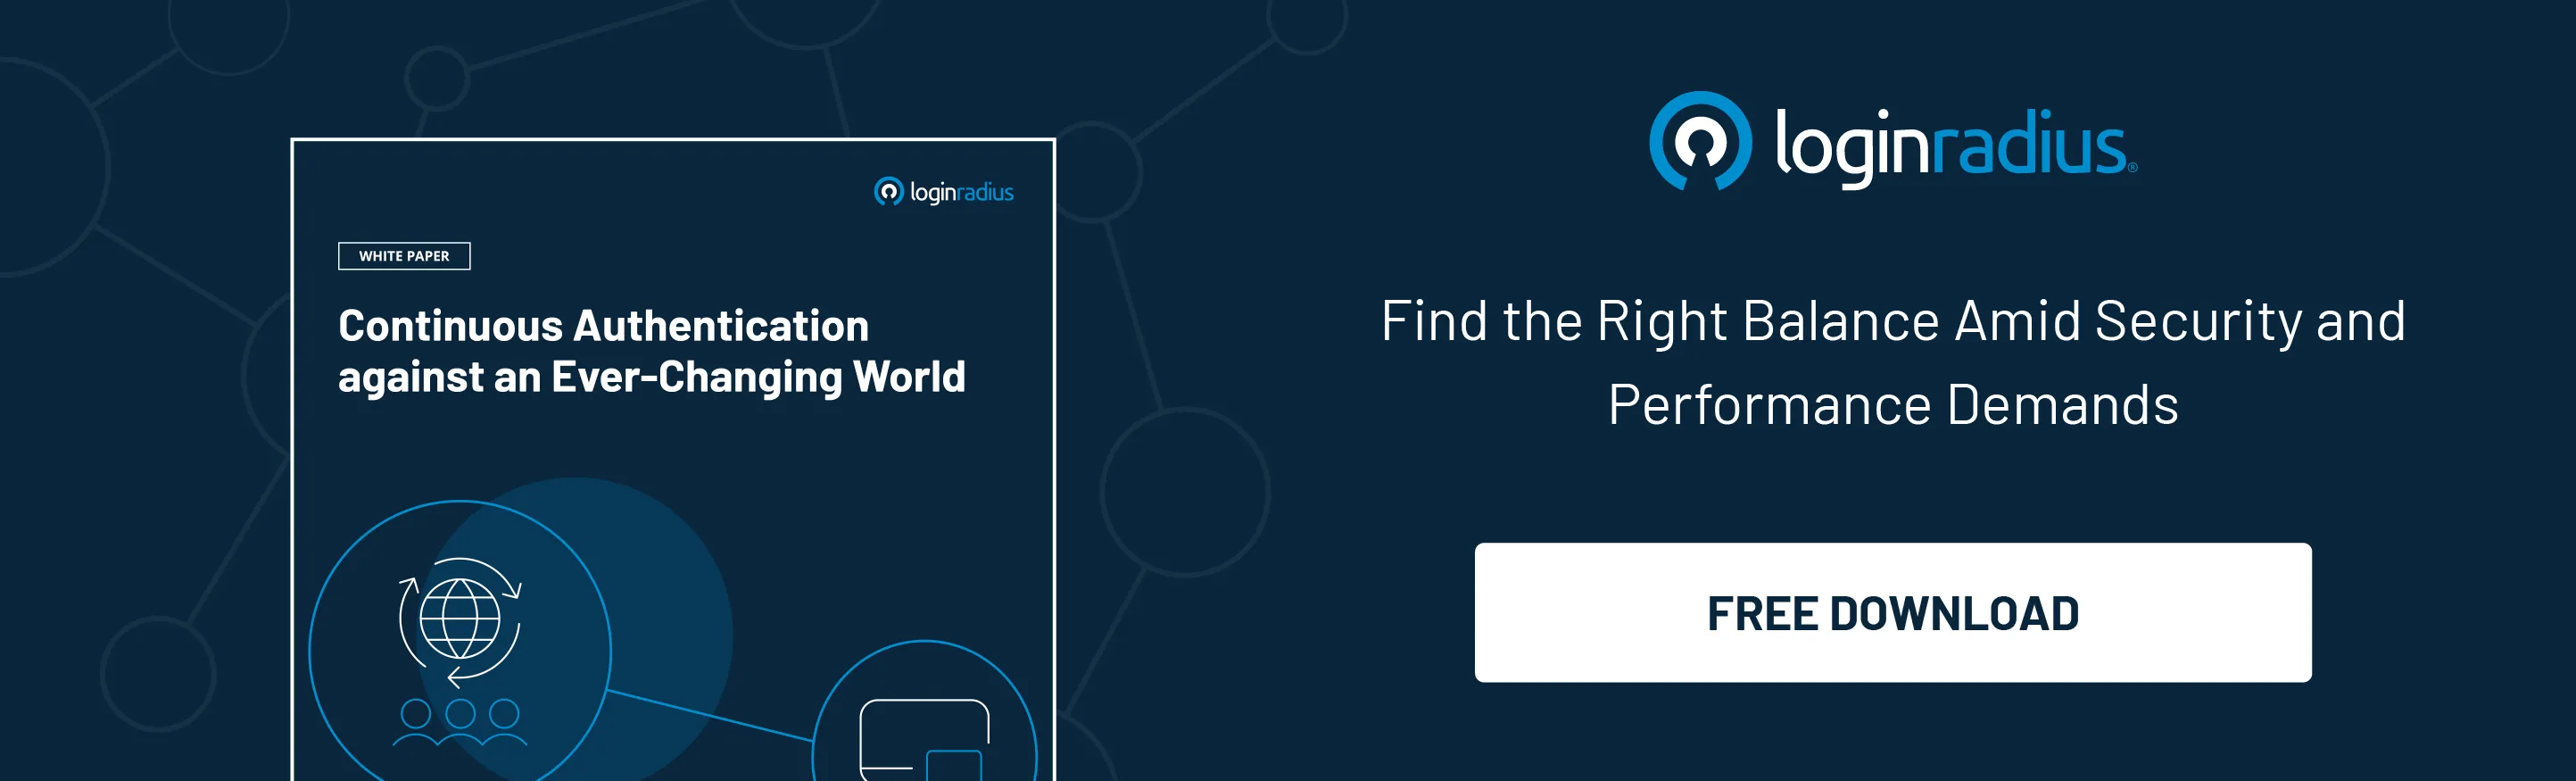 loginradius
WHITE PAPER
Continuous Authentication
against an Ever-Changing World
loginradius®
Find the Right Balance Amid Security and
Performance Demands
FREE DOWNLOAD